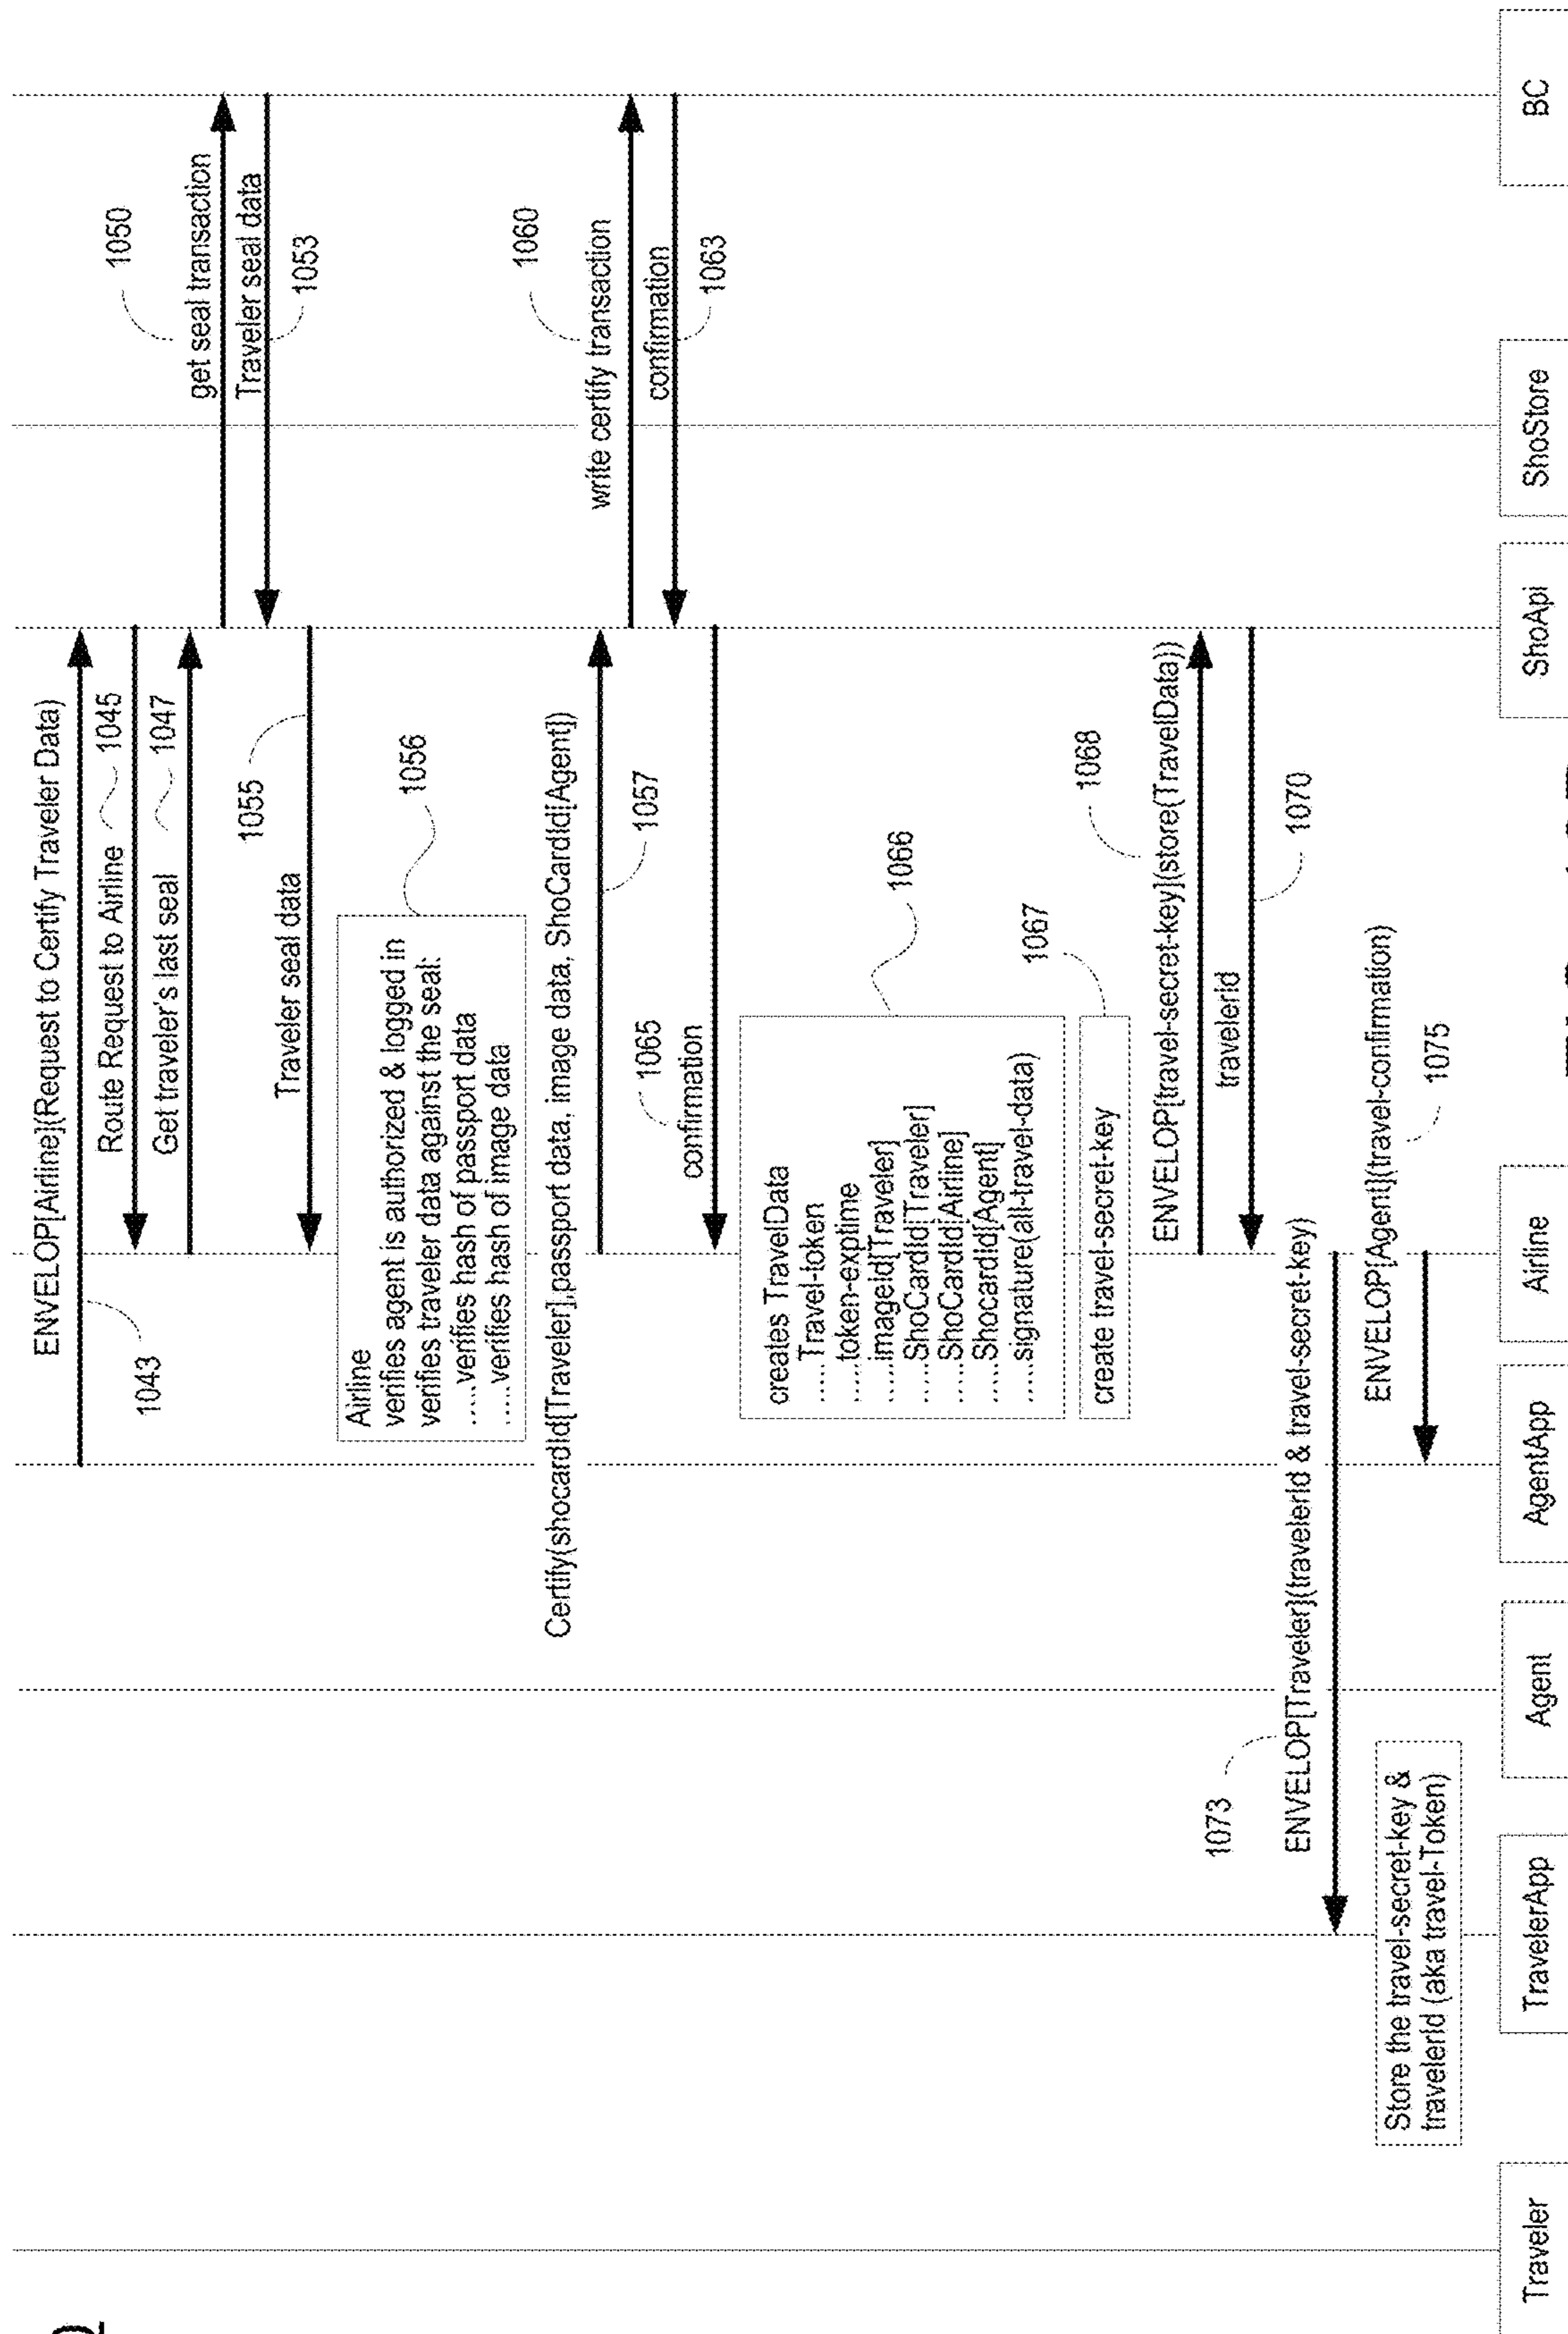 ENVELOP[Airline](Request to Certify Traveler Data)
1043
Route Request to Airline
1045
Get traveler's last seal
1047
1050
get seal transaction
Traveler seal data
1053
1055
Traveler seal data
Airline
verifies agent is authorized & logged in
verifies traveler data against the seal:
.....verifies hash of passport data
.....verifies hash of image data
1056
Certify(shocardId[Traveler],passport data, image data, ShoCardId[Agent])
1057
1060
write certify transaction
confirmation
1063
1065
confirmation
creates TravelData
.....Travel-token
.....token-exptime
.....imageId[Traveler]
.....ShoCardId[Traveler]
.....ShoCardId[Airline]
.....ShocardId[Agent]
.....signature(all-travel-data)
1066
create travel-secret-key
1067
1068
ENVELOP[travel-secret-key](store(TravelData))
travelerId
1070
1073
ENVELOP[Traveler](travelerId & travel-secret-key)
Store the travel-secret-key &
travelerId (aka travel-Token)
ENVELOP[Agent](travel-confirmation)
1075
Traveler
TravelerApp
Agent
AgentApp
Airline
ShoApi
ShoStore
BC